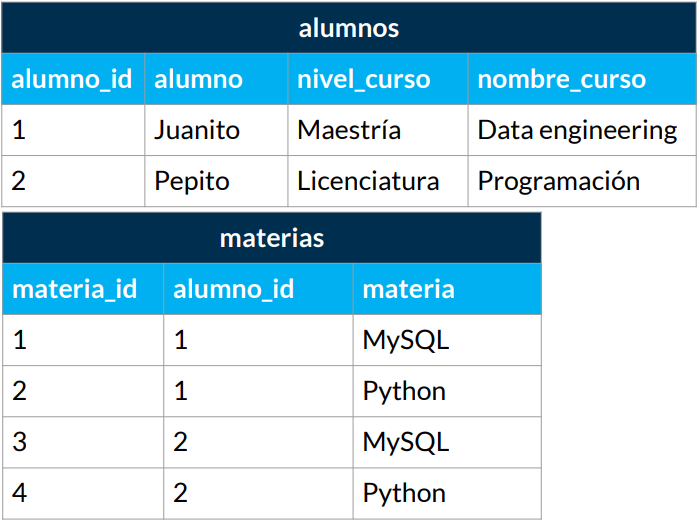 alumnos
alumno_id alumno nivel_curso nombre_curso
1 Juanito Maestría Data engineering
2 Pepito Licenciatura Programación
materias
materia_id alumno_id materia
1 1 MySQL
2 1 Python
3 2 MySQL
4 2 Python